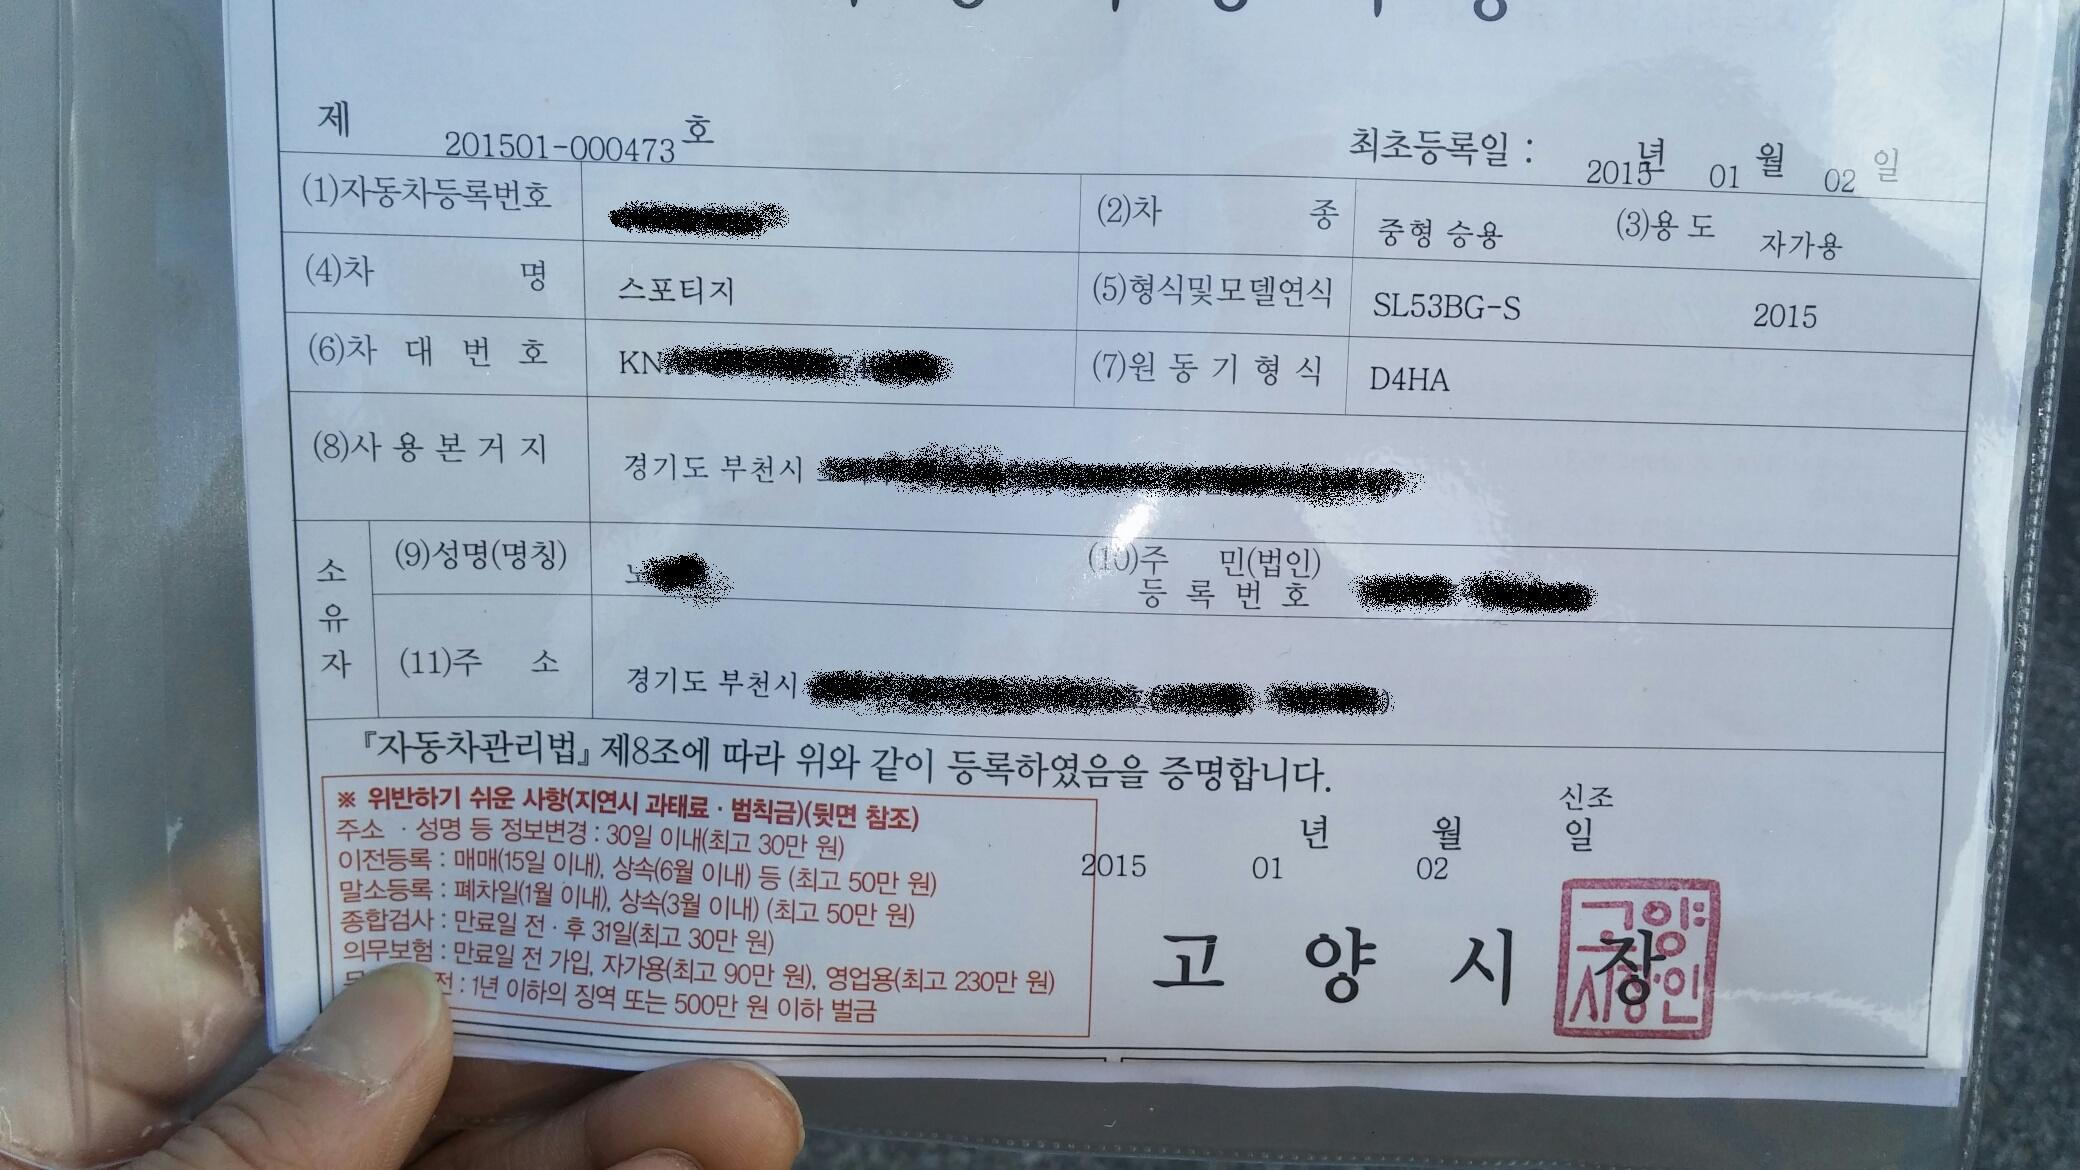 제 201501-000473 호
최초등록일 : 2015 년 01 월 02 일
(1)자동차등록번호
(2)차 종 중형 승용 (3)용 도 자가용
(4)차 명 스포티지
(5)형식및모델연식 SL53BG-S 2015
(6)차 대 번 호 KN
(7)원 동 기 형 식 D4HA
(8)사 용 본 거 지 경기도 부천시
소유자
(9)성명(명칭)
(10)주 민(법인)
등 록 번 호
(11)주 소 경기도 부천시
『자동차관리법』 제8조에 따라 위와 같이 등록하였음을 증명합니다.
※ 위반하기 쉬운 사항(지연시 과태료 · 범칙금)(뒷면 참조)
주소 · 성명 등 정보변경 : 30일 이내(최고 30만 원)
이전등록 : 매매(15일 이내), 상속(6월 이내) 등 (최고 50만 원)
말소등록 : 폐차일(1월 이내), 상속(3월 이내) (최고 50만 원)
종합검사 : 만료일 전 · 후 31일(최고 30만 원)
의무보험 : 만료일 전 가입, 자가용(최고 90만 원), 영업용(최고 230만 원)
전 : 1년 이하의 징역 또는 500만 원 이하 벌금
신조
2015 년 01 월 02 일
고 양 시 장
고양시장인